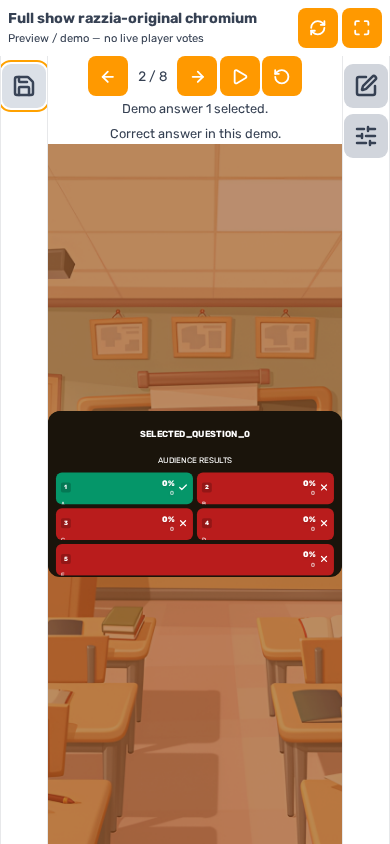 Full show razzia-original chromium
Preview / demo — no live player votes
2 / 8
Demo answer 1 selected.
Correct answer in this demo.
SELECTED_QUESTION_0
AUDIENCE RESULTS
1 0% 0
2 0% 0
3 0% 0
4 0% 0
5 0% 0